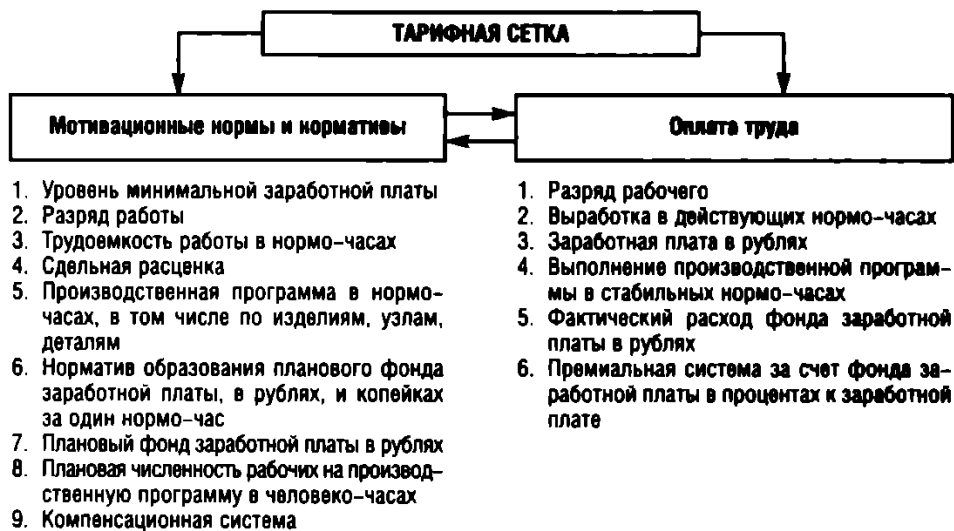 ТАРИФНАЯ СЕТКА
Мотивационные нормы и нормативы
Оплата труда
1. Уровень минимальной заработной платы
2. Разряд работы
3. Трудоемкость работы в нормо-часах
4. Сдельная расценка
5. Производственная программа в нормо-
часах, в том числе по изделиям, узлам,
деталям
6. Норматив образования планового фонда
заработной платы, в рублях, и копейках
за один нормо-час
7. Плановый фонд заработной платы в рублях
8. Плановая численность рабочих на производ-
ственную программу в человеко-часах
9. Компенсационная система
1. Разряд рабочего
2. Выработка в действующих нормо-часах
3. Заработная плата в рублях
4. Выполнение производственной програм-
мы в стабильных нормо-часах
5. Фактический расход фонда заработной
платы в рублях
6. Премиальная система за счет фонда за-
работной платы в процентах к заработной
плате